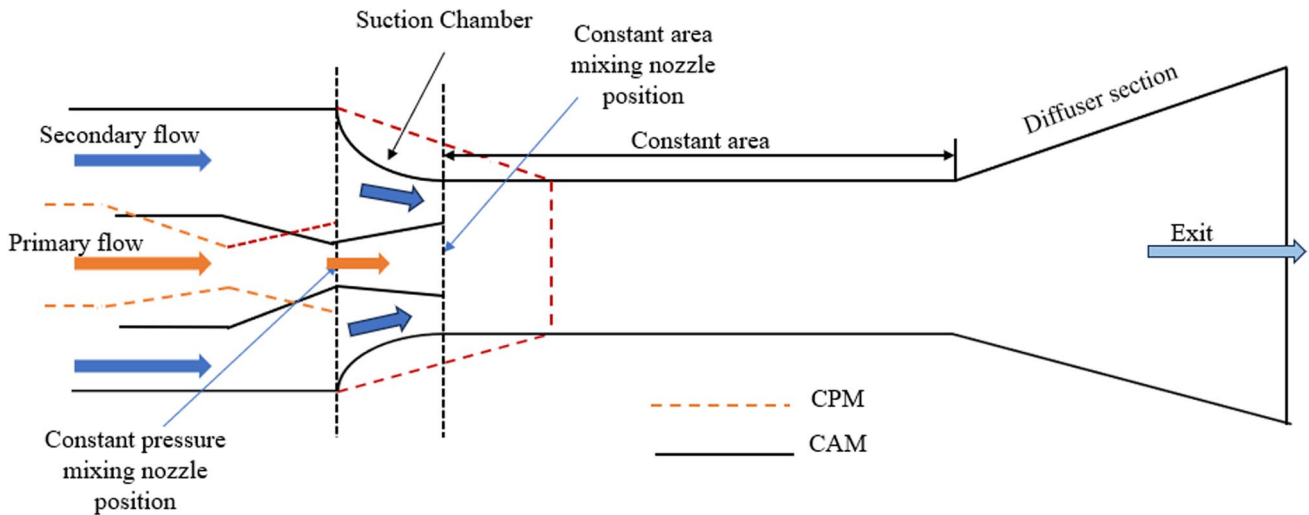 Suction Chamber
Constant area
mixing nozzle
position
Diffuser section
Secondary flow
Constant area
Primary flow
Exit
CPM
CAM
Constant pressure
mixing nozzle
position